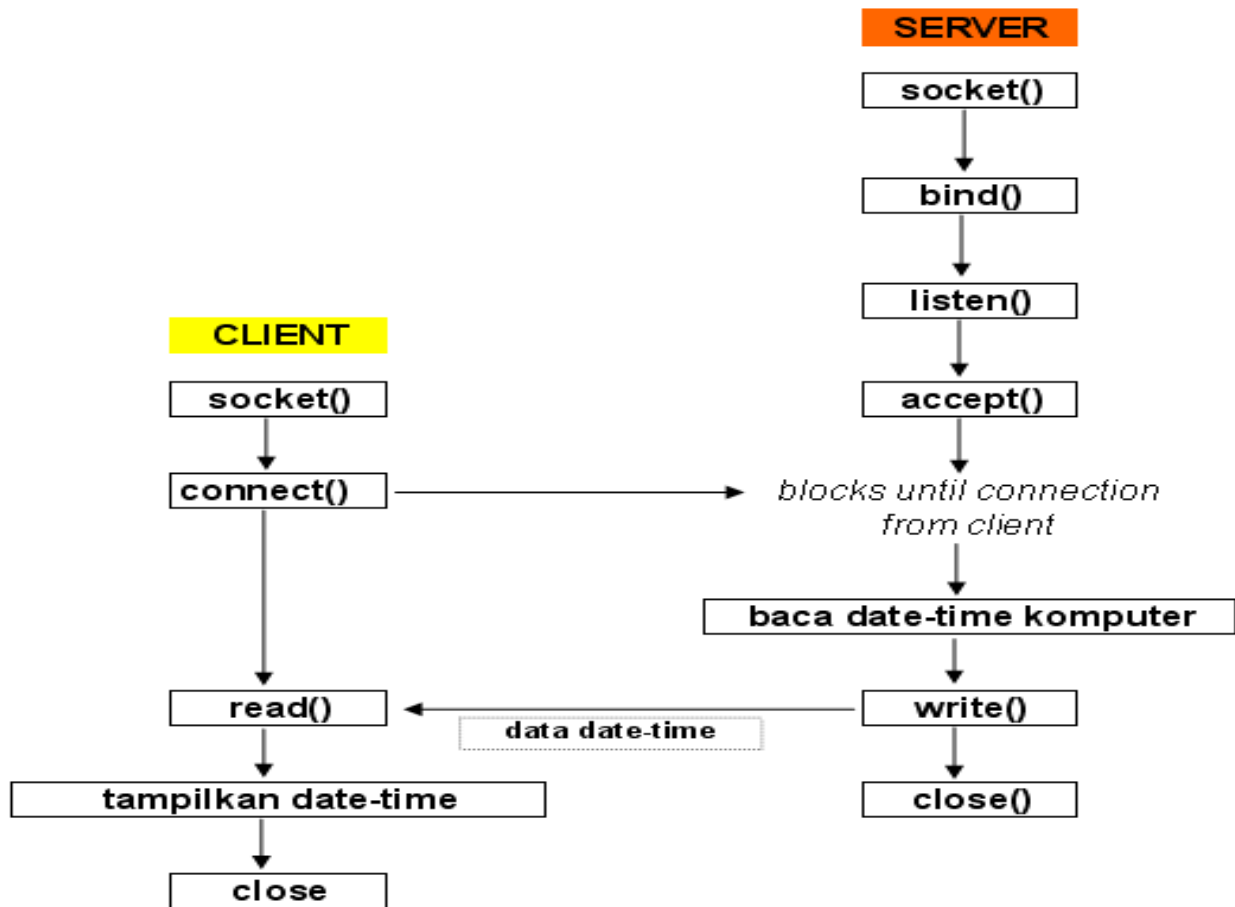 SERVER
socket()
bind()
listen()
CLIENT
socket()
accept()
connect()
blocks until connection
from client
baca date-time komputer
read()
data date-time
write()
tampilkan date-time
close()
close